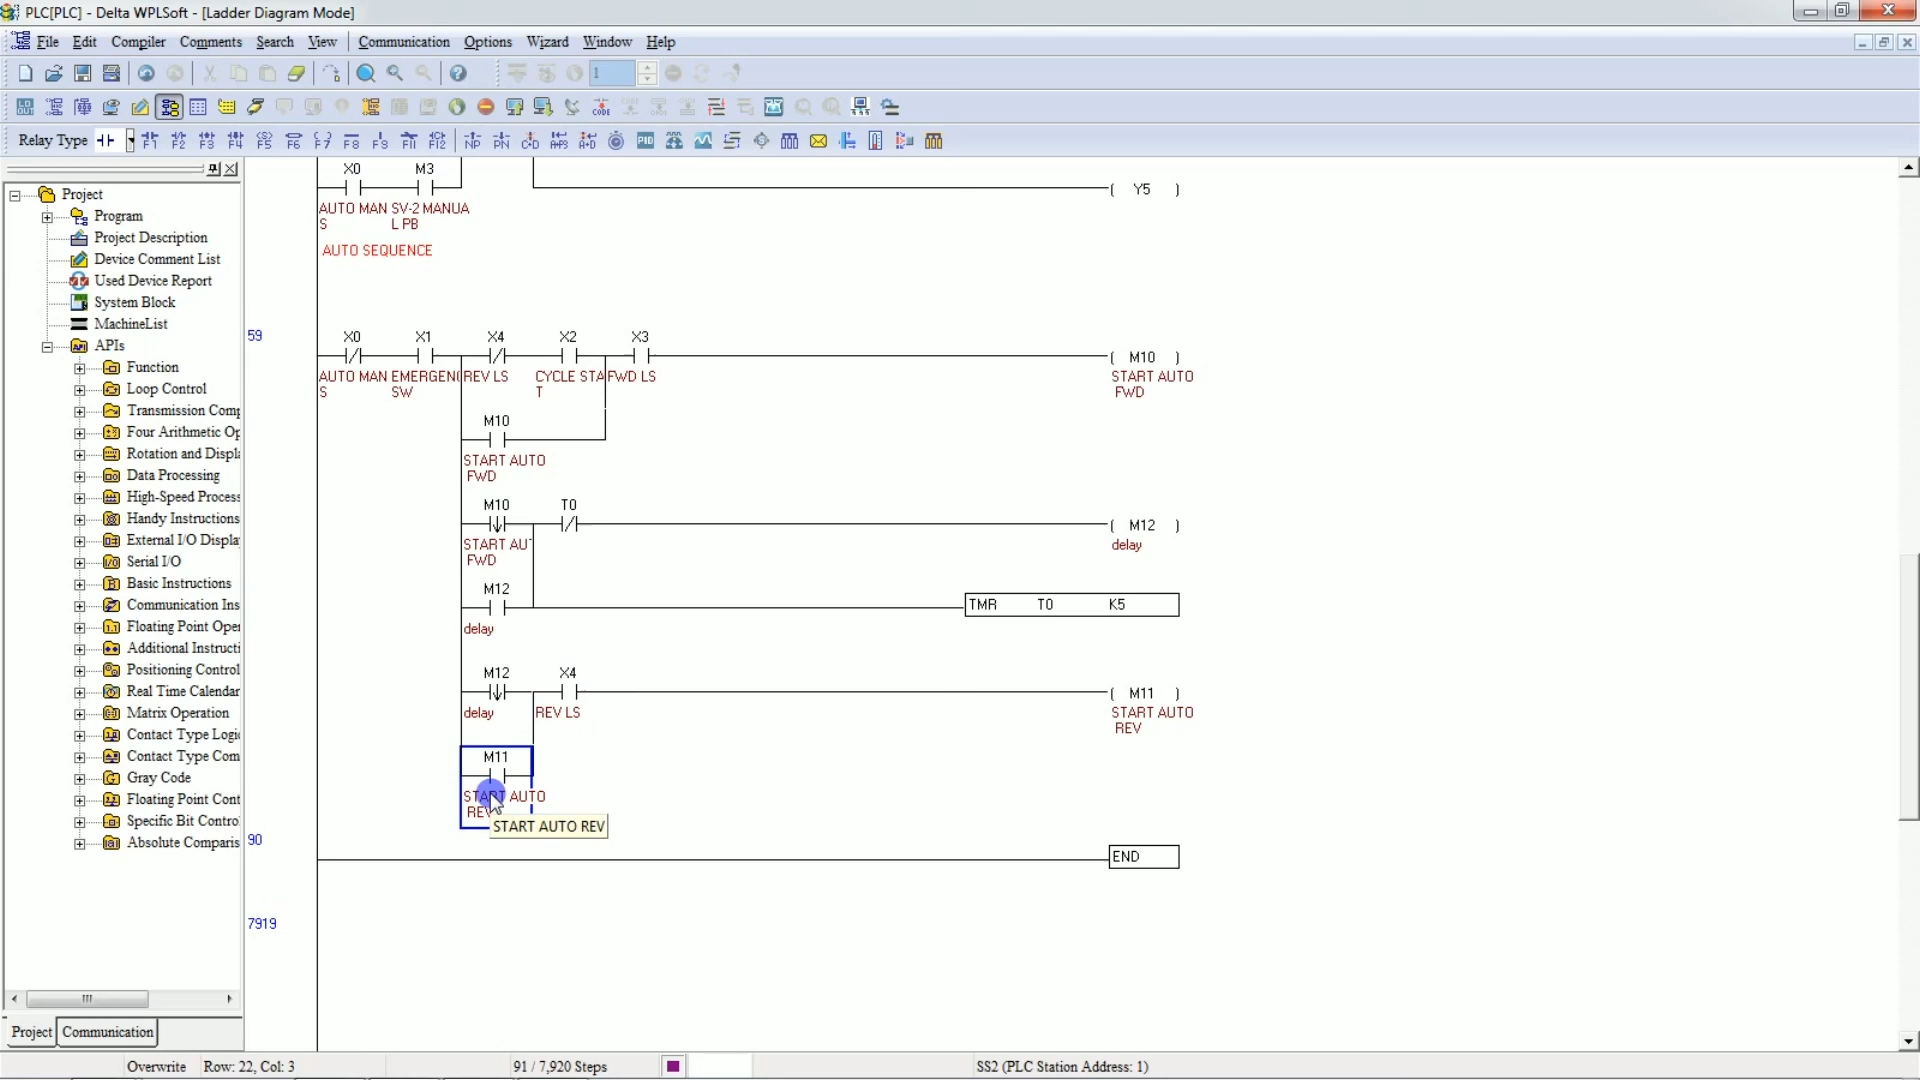 PLC[PLC] - Delta WPLSoft - [Ladder Diagram Mode]
File Edit Compiler Comments Search View Communication Options Wizard Window Help
1
Relay Type
Project
Program
Project Description
Device Comment List
Used Device Report
System Block
MachineList
APIs
Function
Loop Control
Transmission Comp
Four Arithmetic Op
Rotation and Displa
Data Processing
High-Speed Process
Handy Instructions
External I/O Display
Serial I/O
Basic Instructions
Communication Ins
Floating Point Oper
Additional Instructi
Positioning Control
Real Time Calendar
Matrix Operation
Contact Type Logic
Contact Type Com
Gray Code
Floating Point Cont
Specific Bit Control
Absolute Comparis
Project Communication
X0 M3
Y5
AUTO MAN SV-2 MANUA
S L PB
AUTO SEQUENCE
59
X0 X1 X4 X2 X3
M10
AUTO MAN EMERGEN REV LS CYCLE STA FWD LS START AUTO
S SW T FWD
M10
START AUTO
FWD
M10 T0
M12
START AU delay
FWD
M12
TMR T0 K5
delay
M12 X4
M11
delay REV LS START AUTO
REV
M11
START AUTO
REV
START AUTO REV
90
END
7919
Overwrite Row: 22, Col: 3 91 / 7,920 Steps SS2 (PLC Station Address: 1)